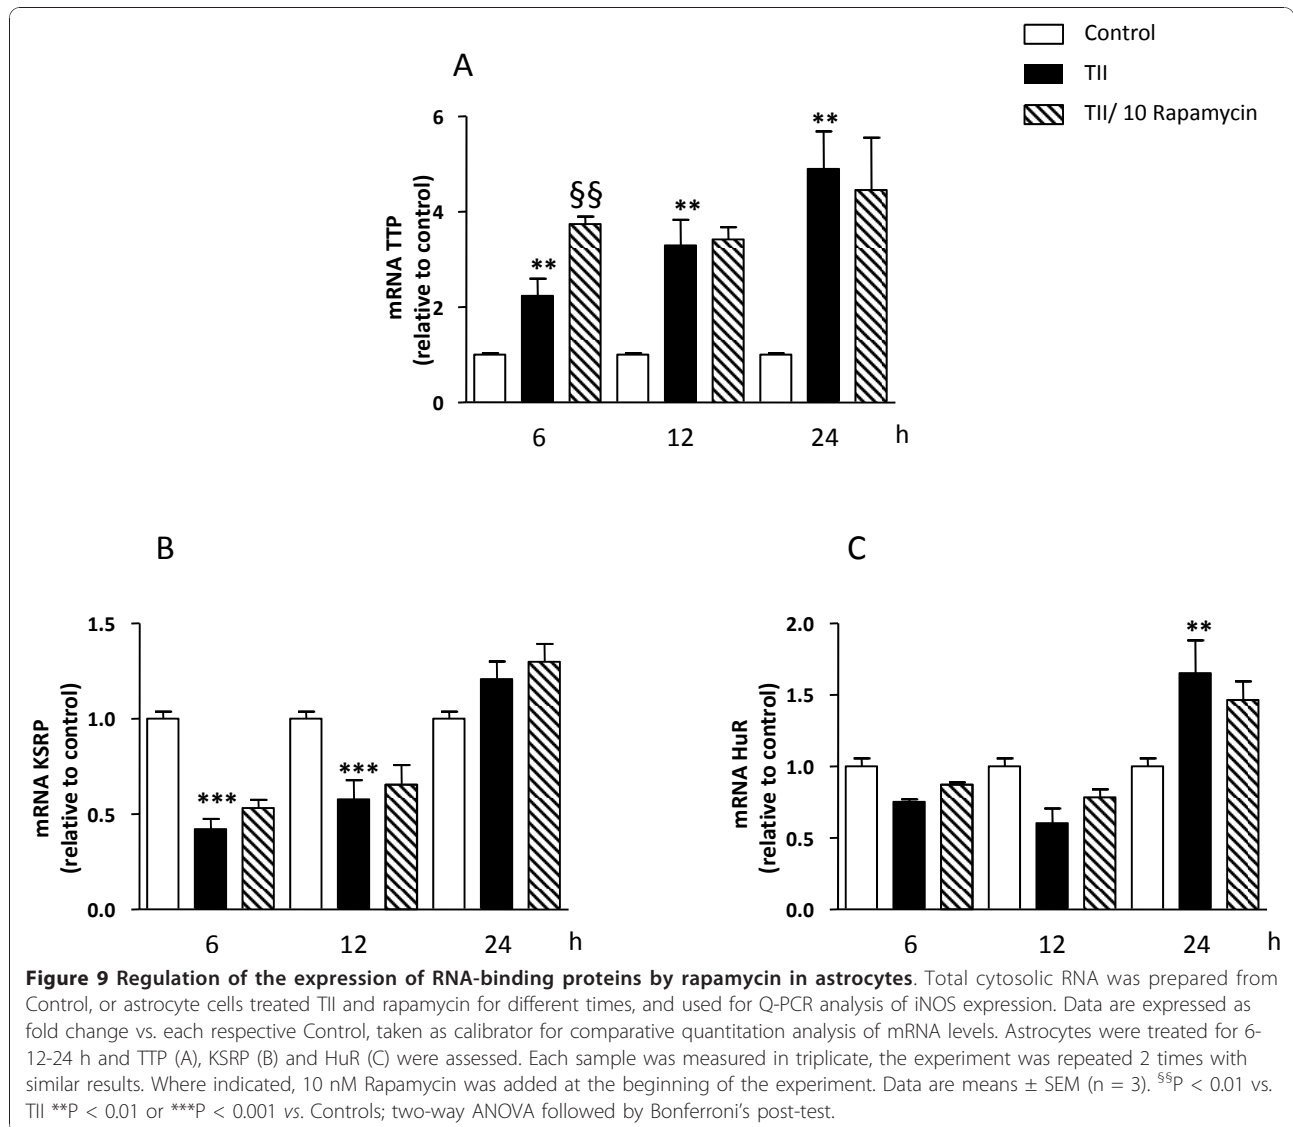 Control
TII
TII/ 10 Rapamycin
A
mRNA TTP
(relative to control)
6
4
2
0
**
§§
**
**
6 12 24 h
B
mRNA KSRP
(relative to control)
1.5
1.0
0.5
0.0
***
***
6 12 24 h
C
mRNA HuR
(relative to control)
2.0
1.5
1.0
0.5
0.0
**
6 12 24 h
Figure 9 Regulation of the expression of RNA-binding proteins by rapamycin in astrocytes. Total cytosolic RNA was prepared from
Control, or astrocyte cells treated TII and rapamycin for different times, and used for Q-PCR analysis of iNOS expression. Data are expressed as
fold change vs. each respective Control, taken as calibrator for comparative quantitation analysis of mRNA levels. Astrocytes were treated for 6-
12-24 h and TTP (A), KSRP (B) and HuR (C) were assessed. Each sample was measured in triplicate, the experiment was repeated 2 times with
similar results. Where indicated, 10 nM Rapamycin was added at the beginning of the experiment. Data are means ± SEM (n = 3). §§P < 0.01 vs.
TII **P < 0.01 or ***P < 0.001 vs. Controls; two-way ANOVA followed by Bonferroni's post-test.